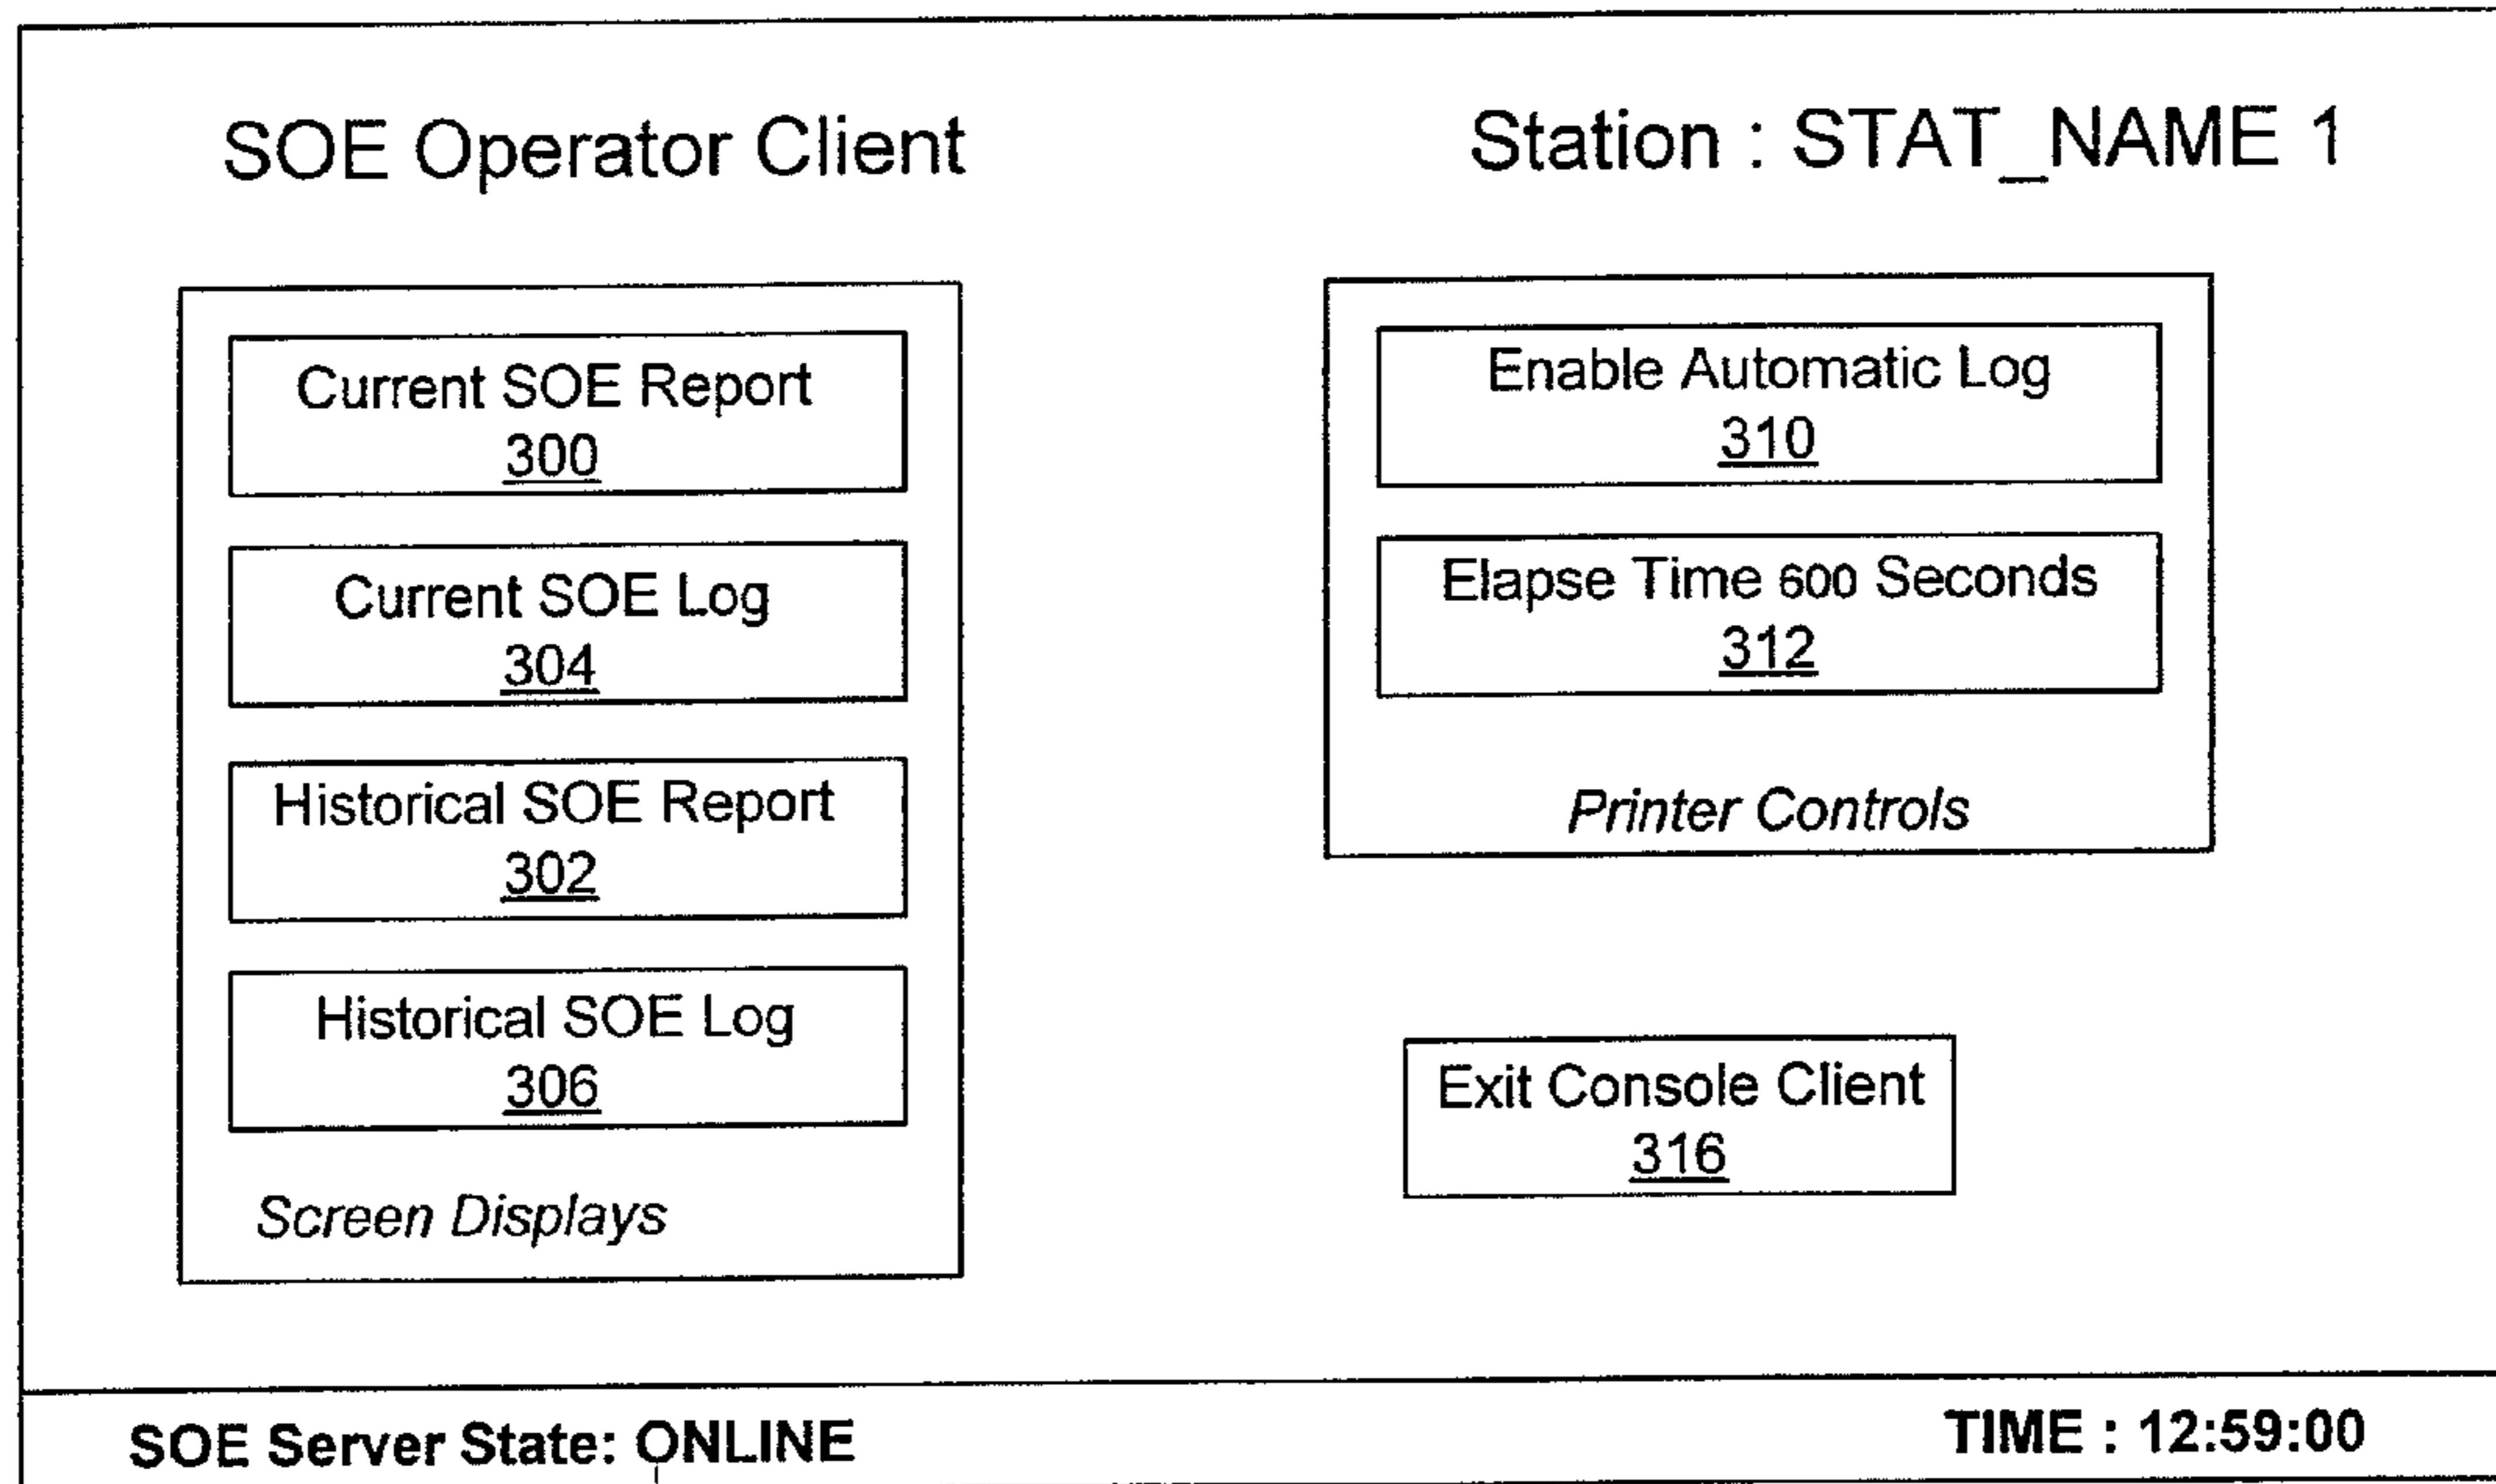 SOE Operator Client
Station : STAT_NAME 1
Current SOE Report
300
Current SOE Log
304
Historical SOE Report
302
Historical SOE Log
306
Screen Displays
Enable Automatic Log
310
Elapse Time 600 Seconds
312
Printer Controls
Exit Console Client
316
SOE Server State: ONLINE
TIME : 12:59:00